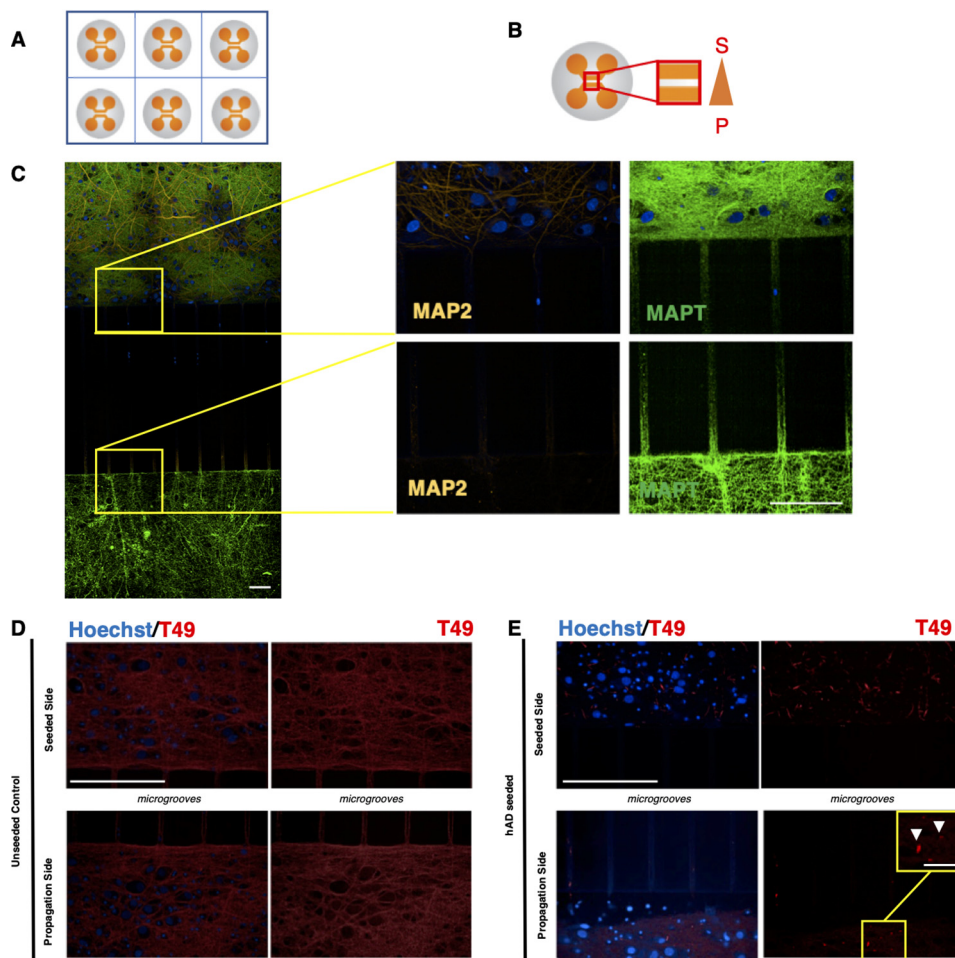 A
B
S
P
C
MAP2
MAPT
MAP2
MAPT
D
Hoechst/T49
T49
Unseeded Control
Seeded Side
microgrooves
microgrooves
Propagation Side
E
Hoechst/T49
T49
hAD seeded
Seeded Side
microgrooves
microgrooves
Propagation Side